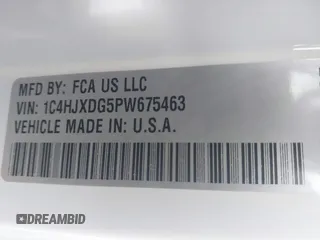 MFD BY: FCA US LLC
VIN: 1C4HJXDG5PW675463
VEHICLE MADE IN: U.S.A.
DREAMBID